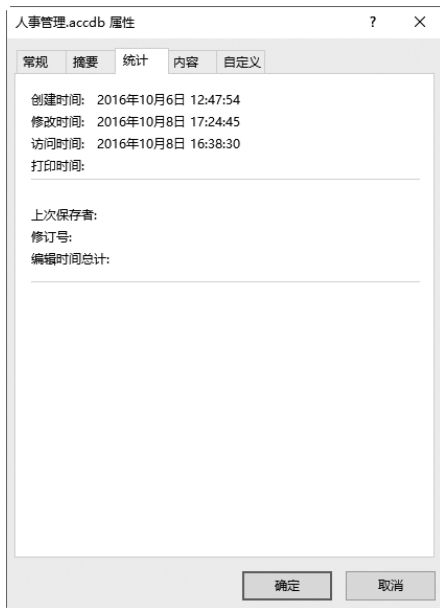 人事管理.accdb 属性 ? ×
常规 摘要 统计 内容 自定义
创建时间: 2016年10月6日 12:47:54
修改时间: 2016年10月8日 17:24:45
访问时间: 2016年10月8日 16:38:30
打印时间:
上次保存者:
修订号:
编辑时间总计:
确定 取消